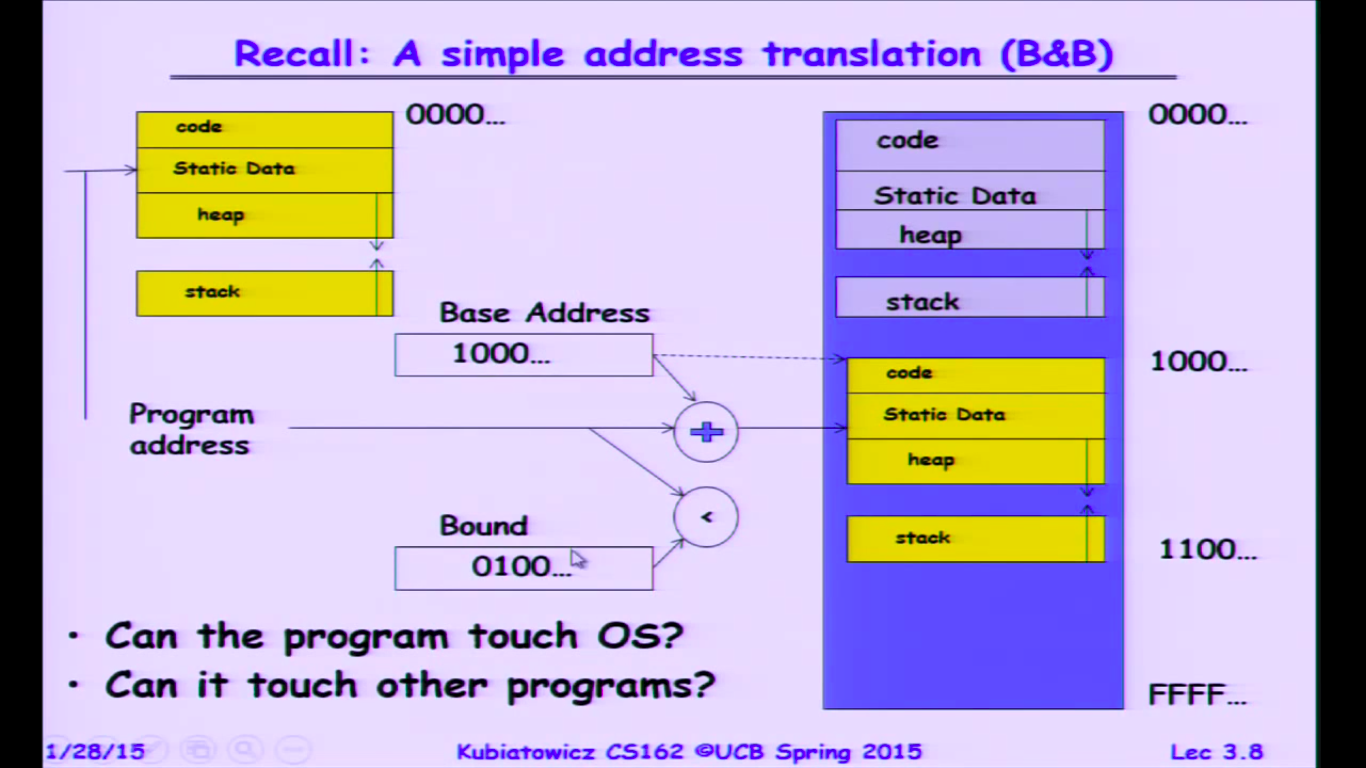 Recall: A simple address translation (B&B)
code
Static Data
heap
stack
0000...
Base Address
1000...
Program
address
+
<
Bound
0100...
code
Static Data
heap
stack
code
Static Data
heap
stack
0000...
1000...
1100...
FFFF...
• Can the program touch OS?
• Can it touch other programs?
1/28/15
Kubiatowicz CS162 ©UCB Spring 2015
Lec 3.8